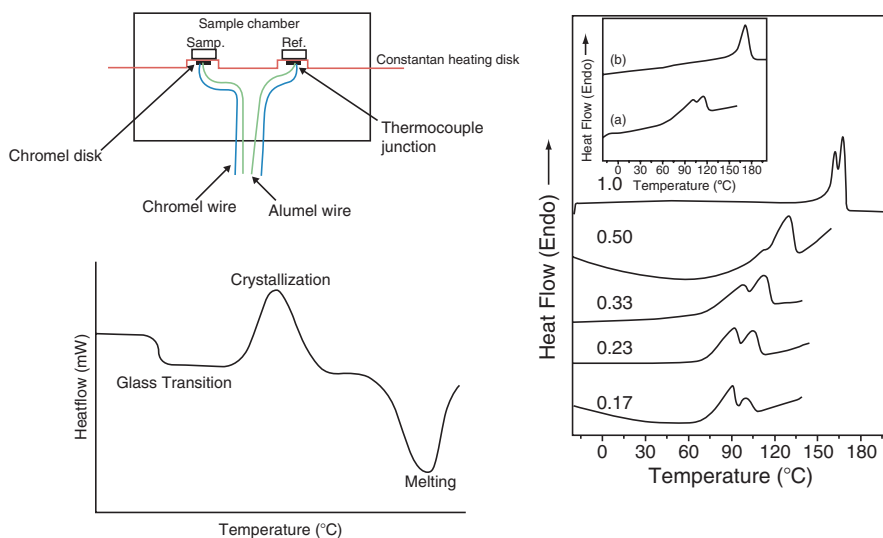 Sample chamber
Samp.
Ref.
Constantan heating disk
Chromel disk
Thermocouple
junction
Chromel wire
Alumel wire
Heatflow (mW)
Crystallization
Glass Transition
Melting
Temperature (°C)
Heat Flow (Endo)
(b)
(a)
0 30 60 90 120 150 180
Temperature (°C)
Heat Flow (Endo)
1.0
0.50
0.33
0.23
0.17
0 30 60 90 120 150 180
Temperature (°C)